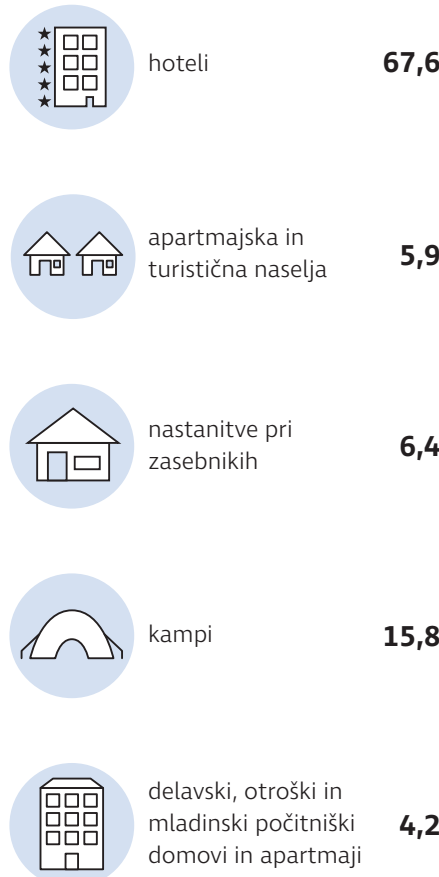 hoteli 67,6
apartmajska in
turistična naselja 5,9
nastanitve pri
zasebnikih 6,4
kampi 15,8
delavski, otroški in
mladinski počitniški 4,2
domovi in apartmaji